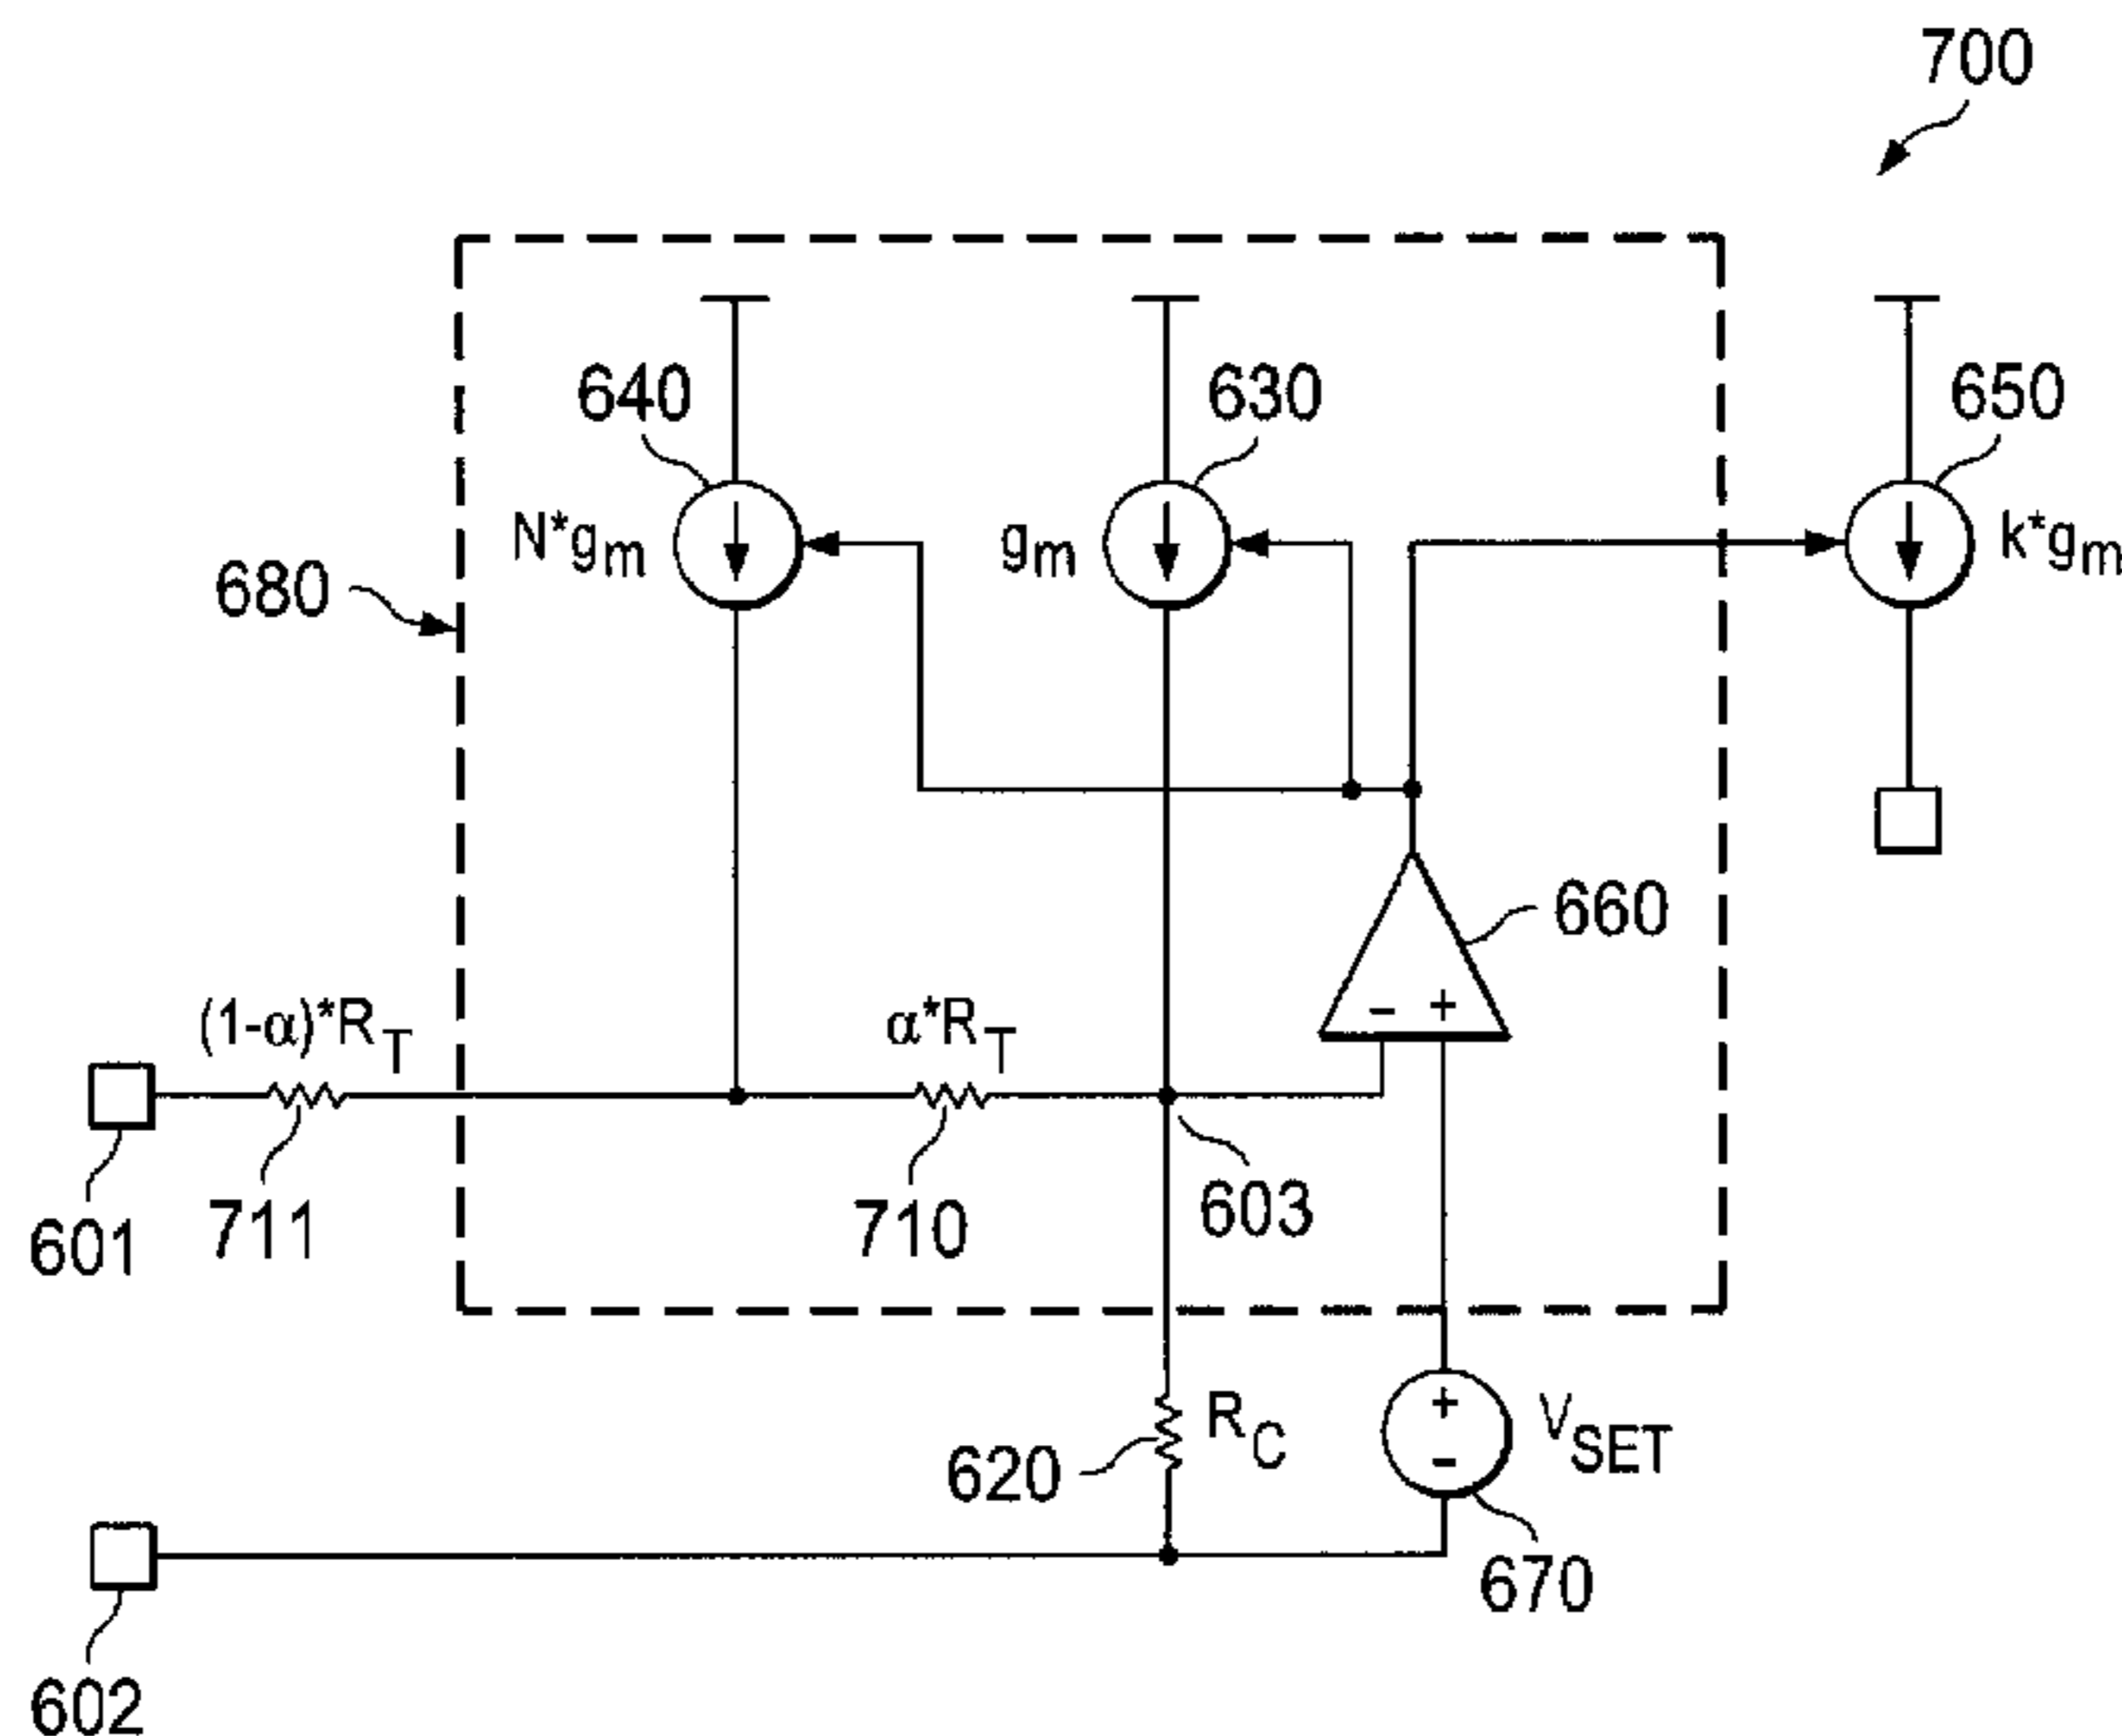 700
640
630
650
N*gm
gm
k*gm
680
660
- +
(1-α)*RT
α*RT
601
711
710
603
+
-
RC
VSET
620
670
602